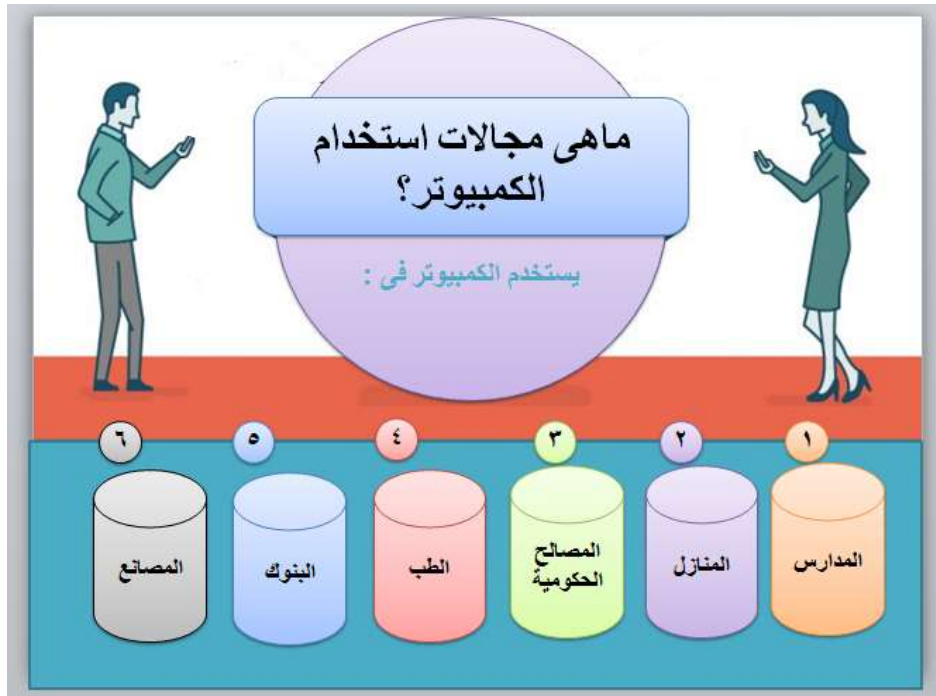 ماهى مجالات استخدام
الكمبيوتر؟
يستخدم الكمبيوتر فى :
١
٢
٣
٤
٥
٦
المدارس
المنازل
المصالح
الحكومية
الطب
البنوك
المصانع